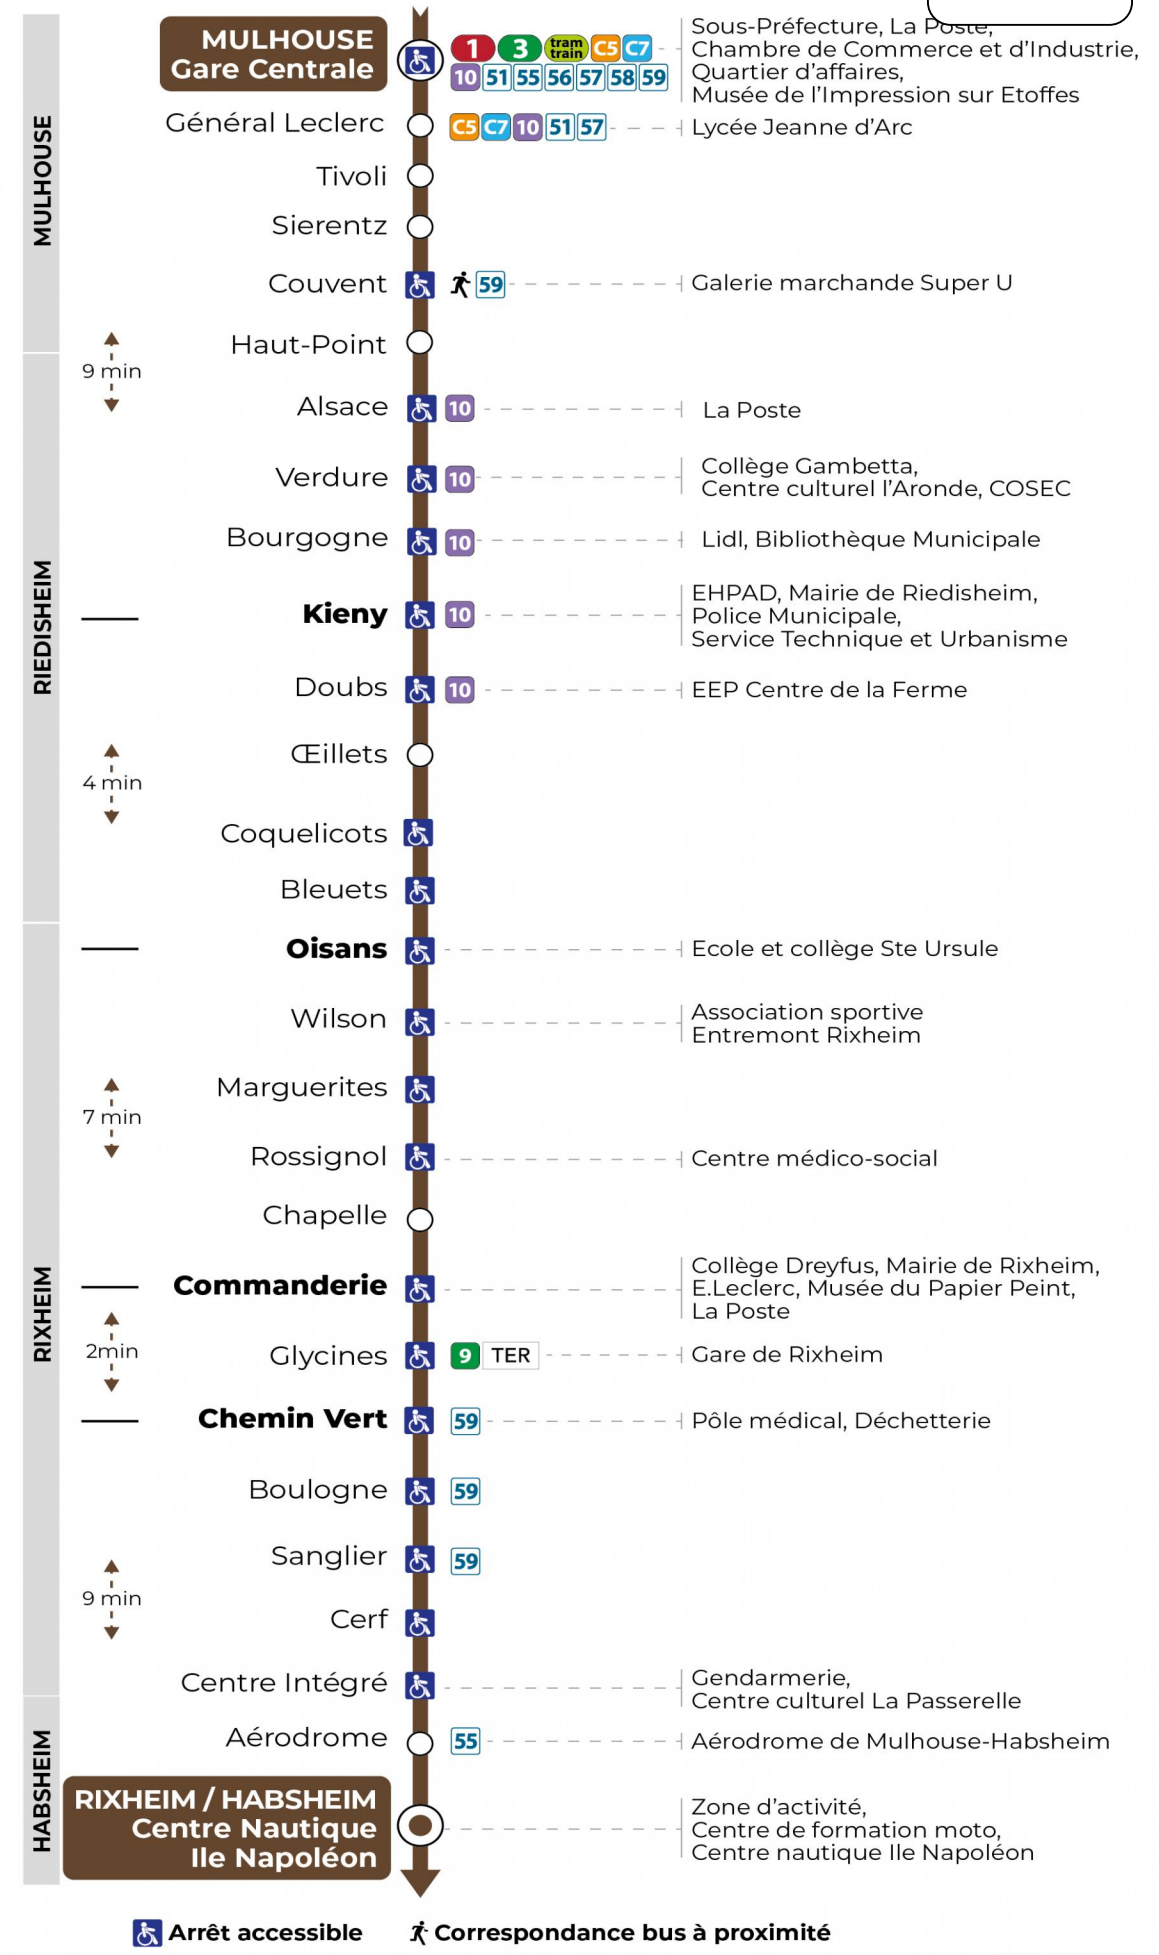 MULHOUSE
MULHOUSE
Gare Centrale
1 3 tram train C5 C7
10 51 55 56 57 58 59
Sous-Préfecture, La Poste,
Chambre de Commerce et d'Industrie,
Quartier d'affaires,
Musée de l'Impression sur Etoffes
Général Leclerc C5 C7 10 51 57 Lycée Jeanne d'Arc
Tivoli
Sierentz
Couvent 59 Galerie marchande Super U
Haut-Point
9 min
RIEDISHEIM
Alsace 10 La Poste
Verdure 10
Collège Gambetta,
Centre culturel l'Aronde, COSEC
Bourgogne 10 Lidl, Bibliothèque Municipale
Kieny 10
EHPAD, Mairie de Riedisheim,
Police Municipale,
Service Technique et Urbanisme
Doubs 10 EEP Centre de la Ferme
Œillets
4 min
Coquelicots
Bleuets
RIXHEIM
Oisans Ecole et collège Ste Ursule
Wilson
Association sportive
Entremont Rixheim
Marguerites
7 min
Rossignol Centre médico-social
Chapelle
Commanderie
Collège Dreyfus, Mairie de Rixheim,
E.Leclerc, Musée du Papier Peint,
La Poste
2min
Glycines 9 TER Gare de Rixheim
Chemin Vert 59 Pôle médical, Déchetterie
Boulogne 59
Sanglier 59
9 min
Cerf
Centre Intégré
Gendarmerie,
Centre culturel La Passerelle
HABSHEIM
Aérodrome 55 Aérodrome de Mulhouse-Habsheim
RIXHEIM / HABSHEIM
Centre Nautique
Ile Napoléon
Zone d'activité,
Centre de formation moto,
Centre nautique Ile Napoléon
Arrêt accessible Correspondance bus à proximité